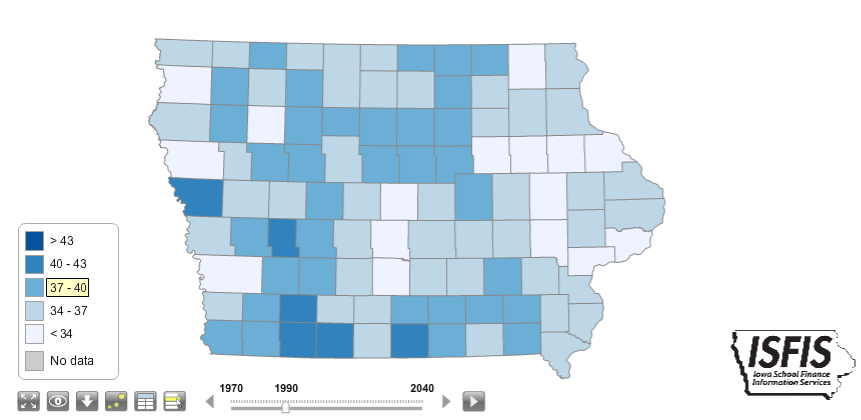 > 43
40 - 43
37 - 40
34 - 37
< 34
No data
1970 1990 2040
ISFIS
Iowa School Finance
Information Services